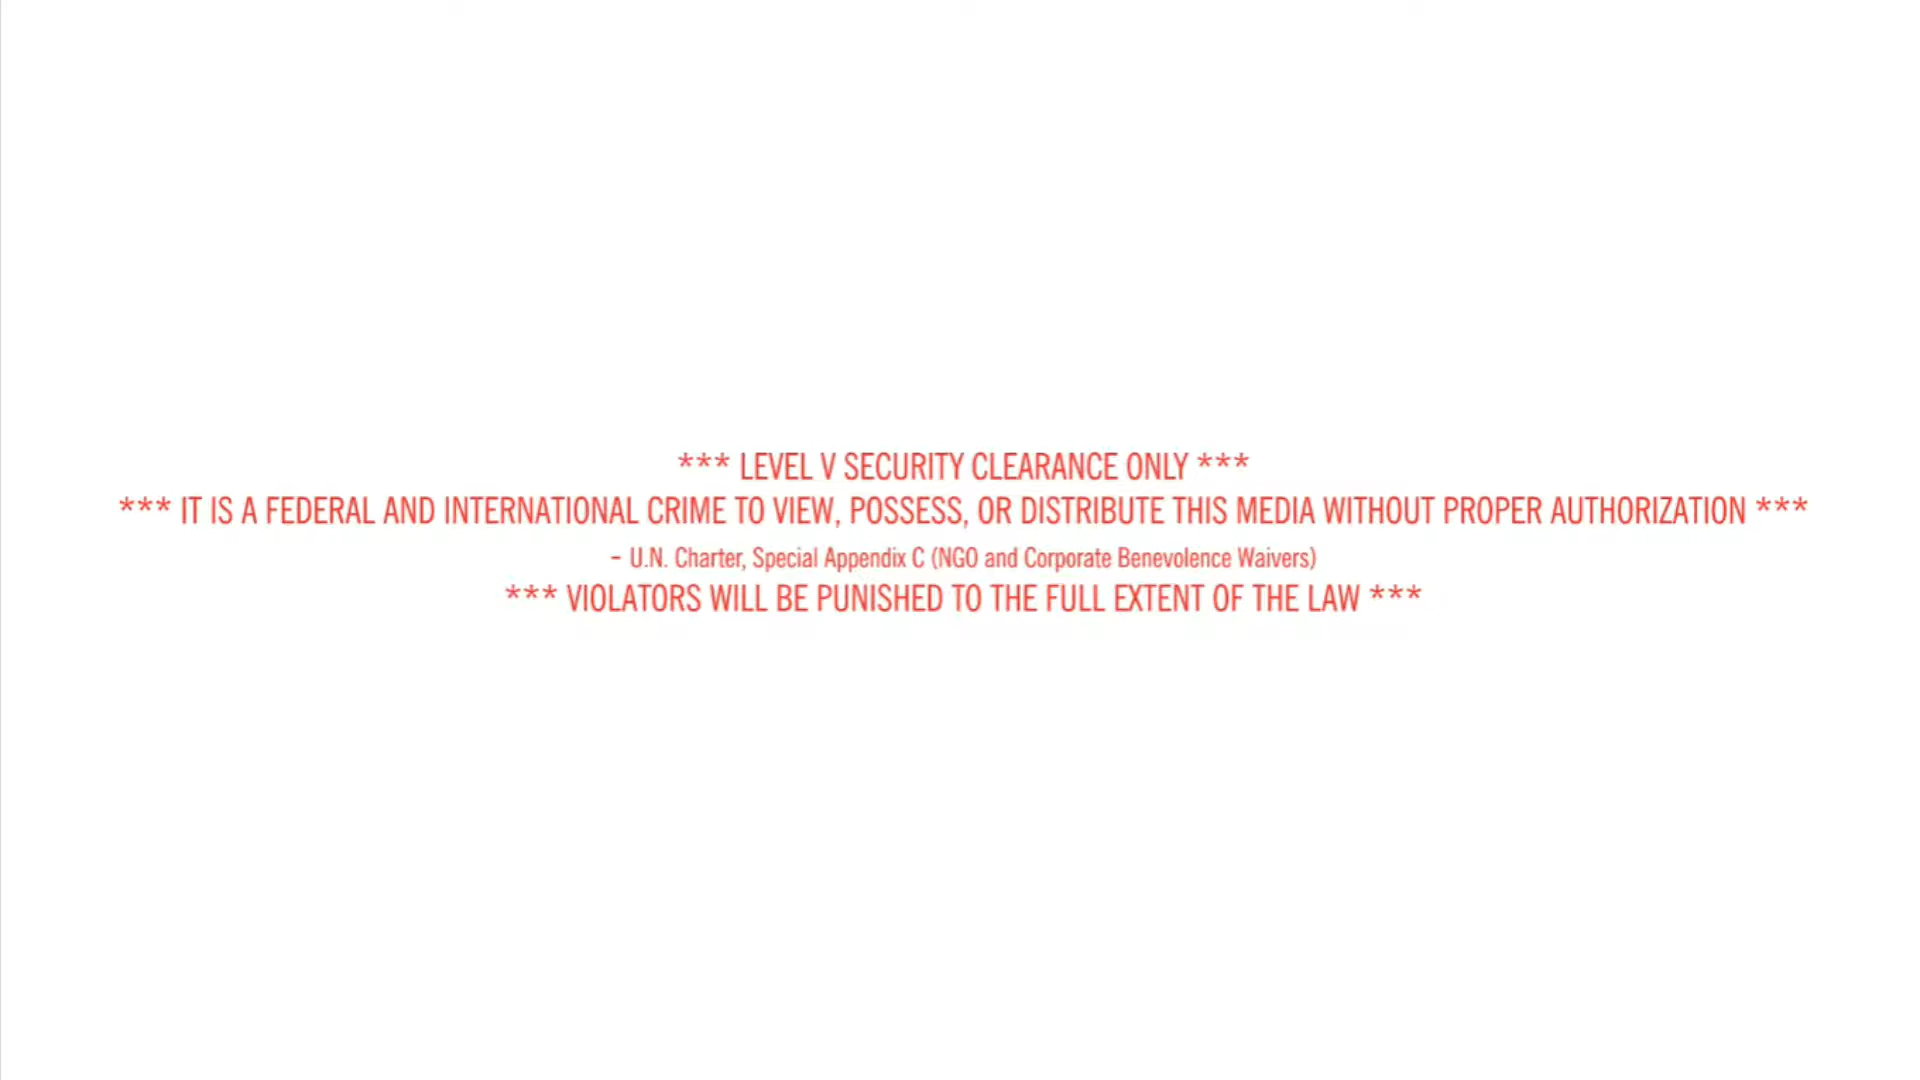 *** LEVEL V SECURITY CLEARANCE ONLY ***
*** IT IS A FEDERAL AND INTERNATIONAL CRIME TO VIEW, POSSESS, OR DISTRIBUTE THIS MEDIA WITHOUT PROPER AUTHORIZATION ***
– U.N. Charter, Special Appendix C (NGO and Corporate Benevolence Waivers)
*** VIOLATORS WILL BE PUNISHED TO THE FULL EXTENT OF THE LAW ***